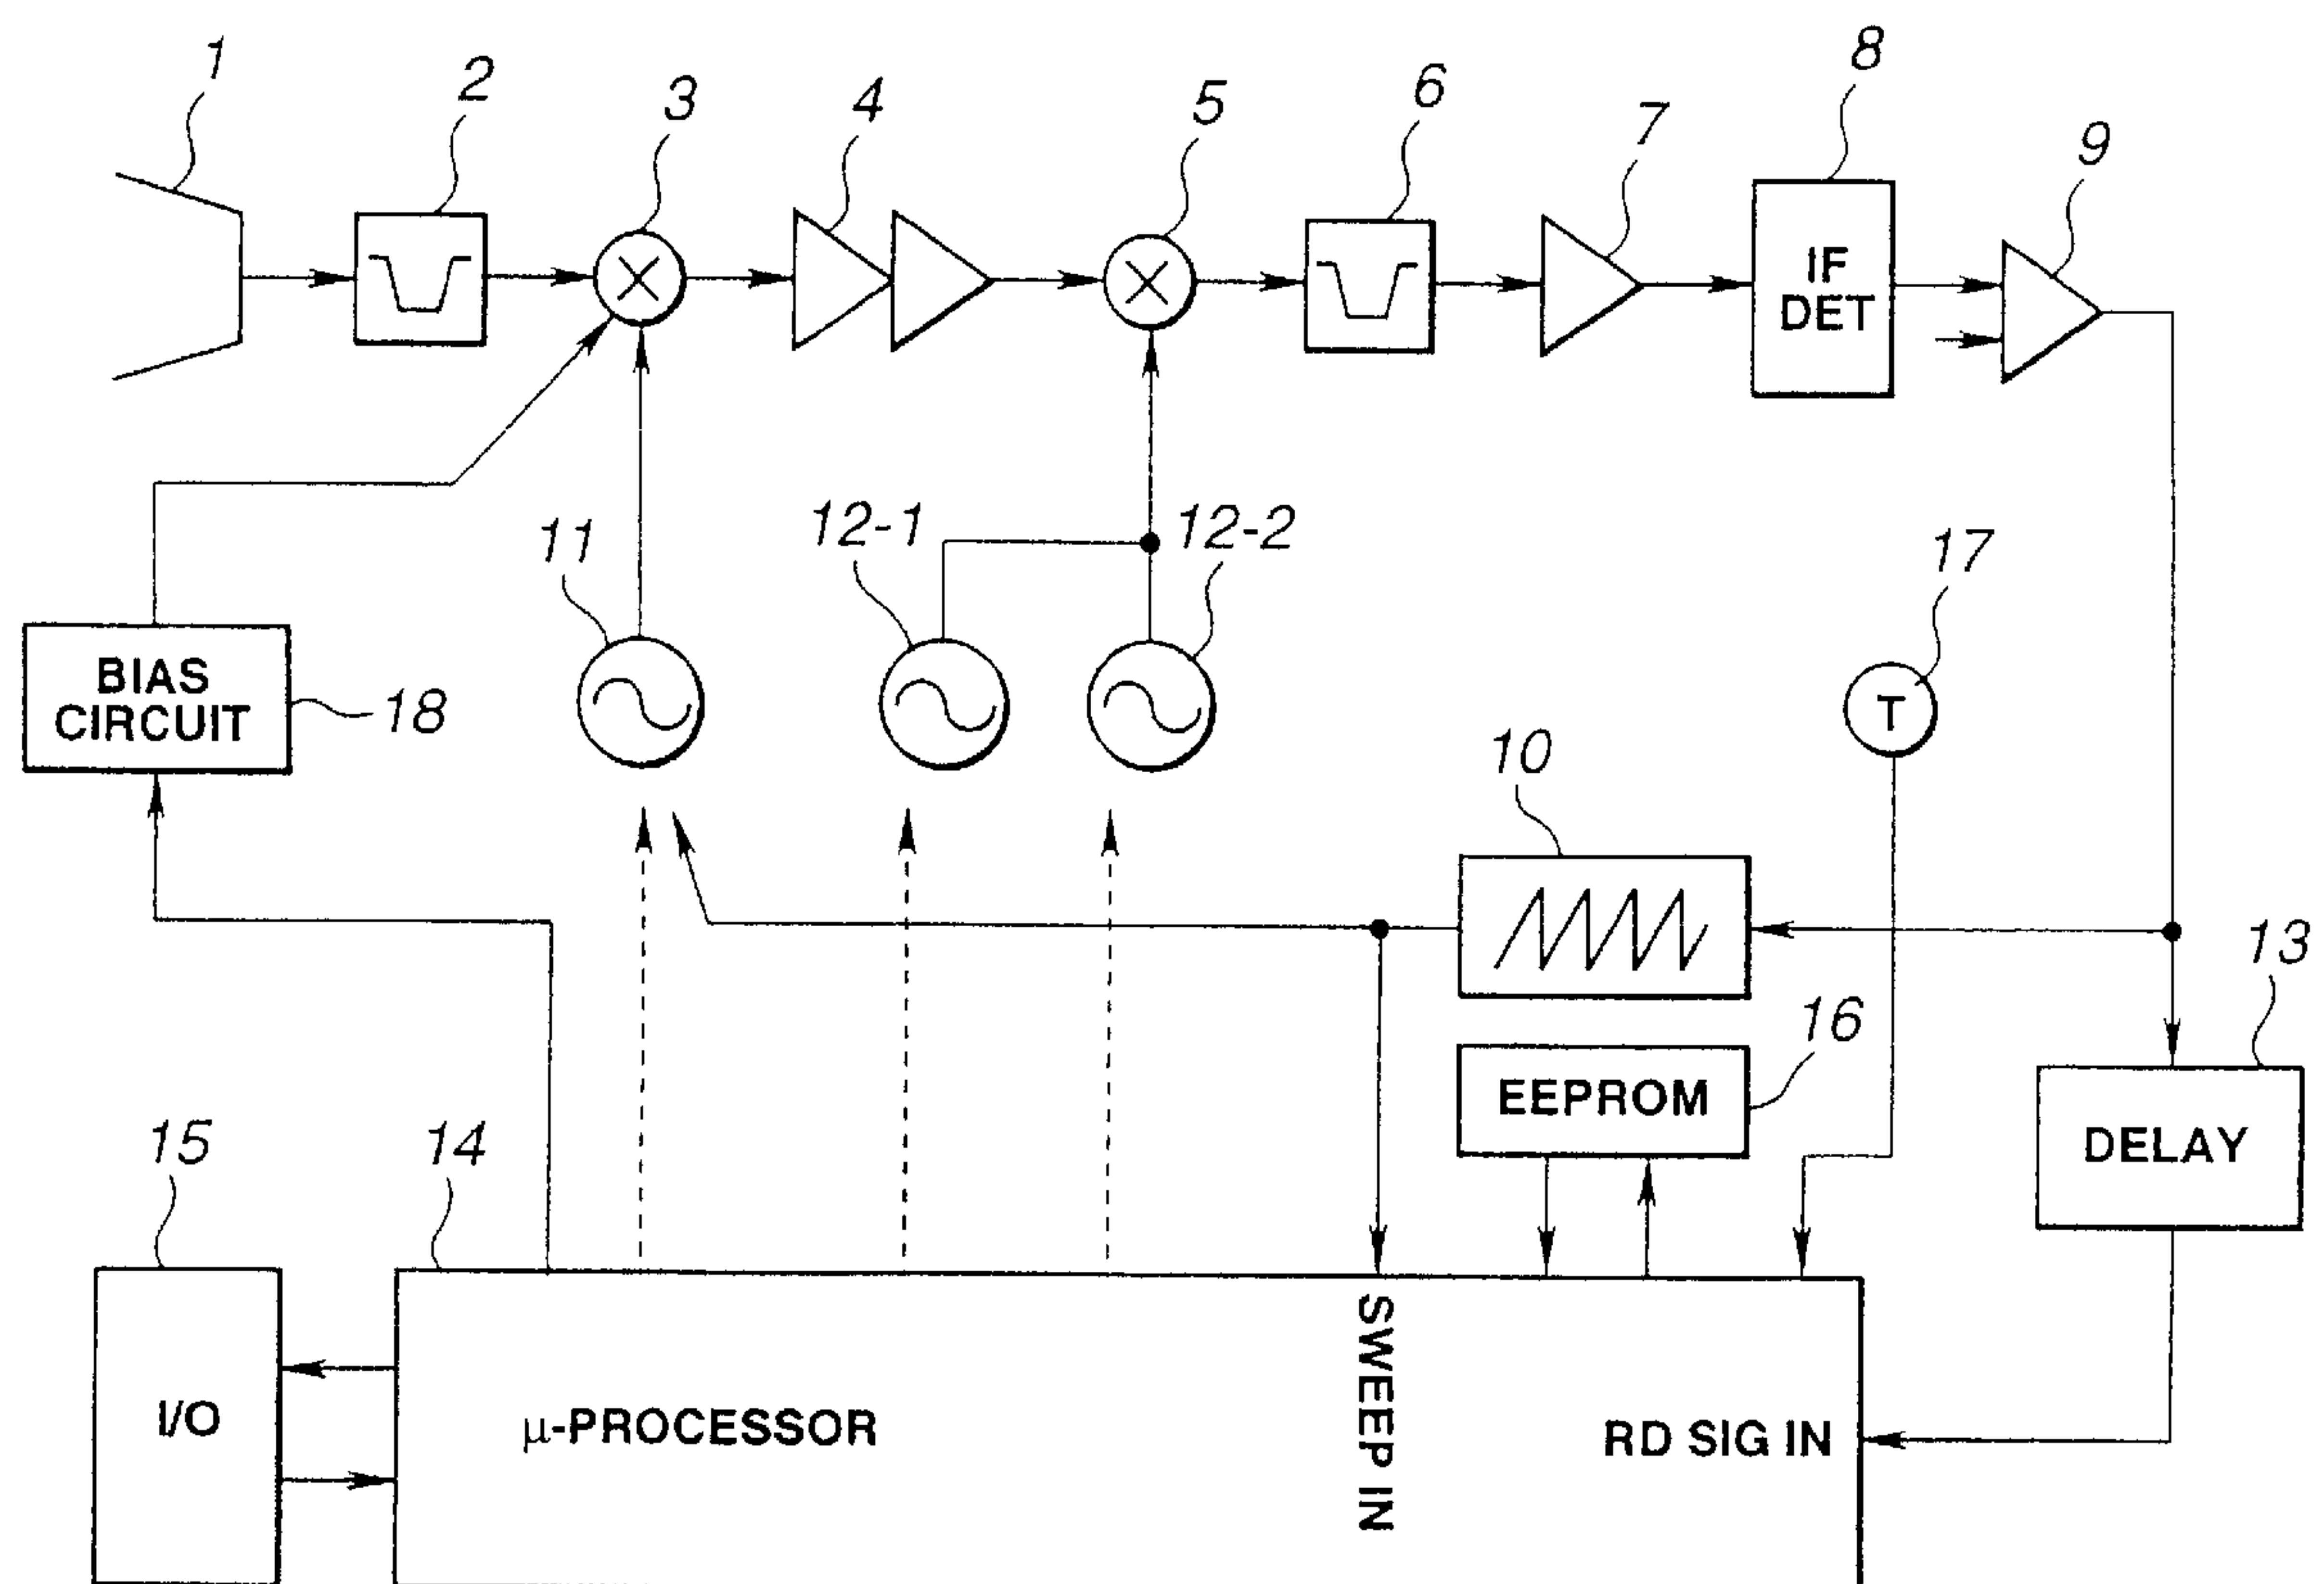 1
2
3
4
5
6
7
8
9
IF
DET
11
12-1
12-2
17
T
BIAS
CIRCUIT
18
10
13
16
EEPROM
DELAY
15
14
I/O
μ-PROCESSOR
SWEEP IN
RD SIG IN